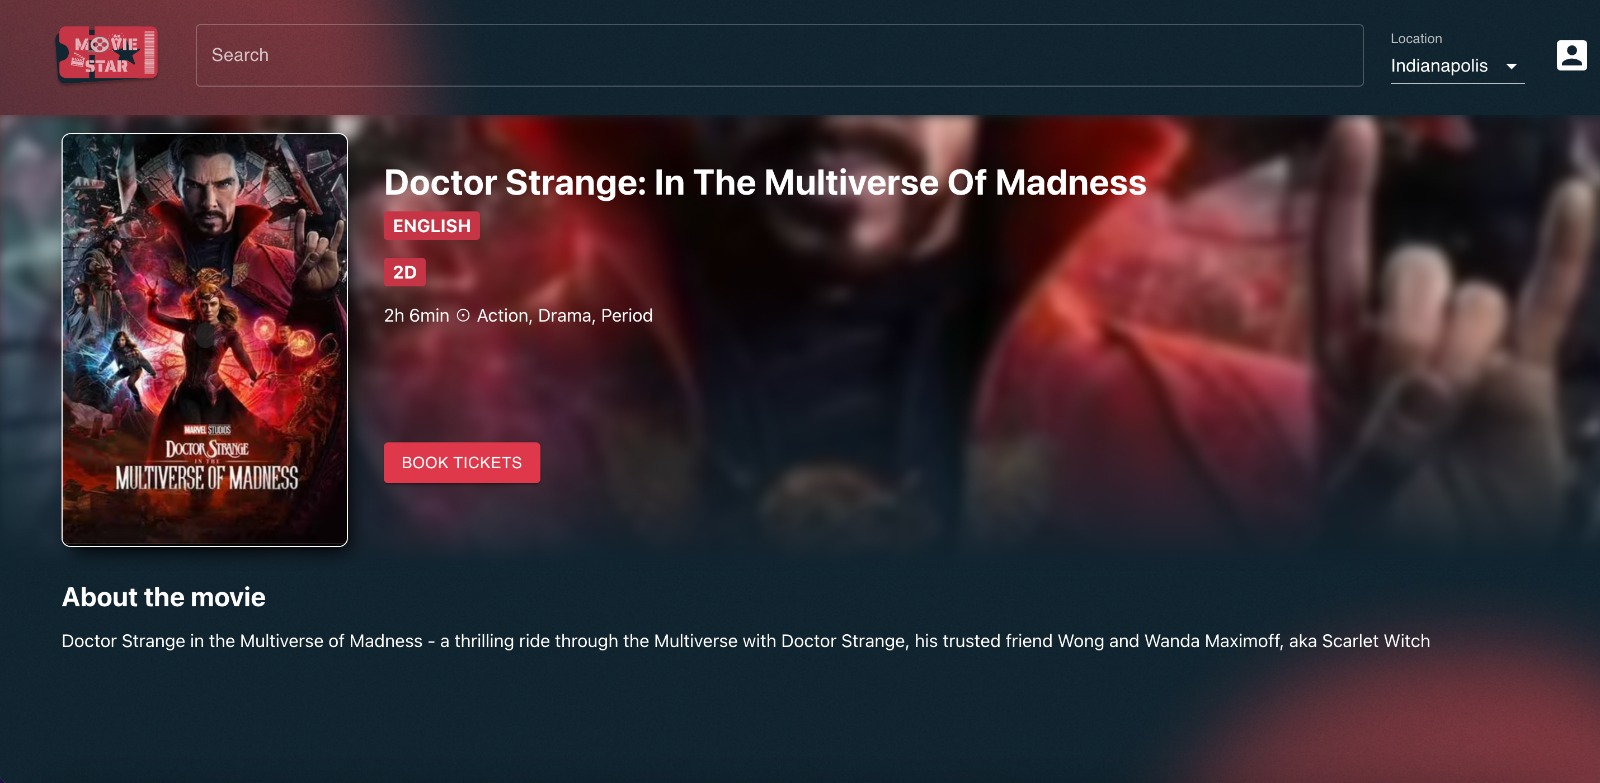 MOVIE
STAR
Search
Location
Indianapolis
Doctor Strange: In The Multiverse Of Madness
ENGLISH
2D
2h 6min ⊙ Action, Drama, Period
BOOK TICKETS
MARVEL STUDIOS
DOCTOR STRANGE
IN THE
MULTIVERSE OF MADNESS
About the movie
Doctor Strange in the Multiverse of Madness - a thrilling ride through the Multiverse with Doctor Strange, his trusted friend Wong and Wanda Maximoff, aka Scarlet Witch